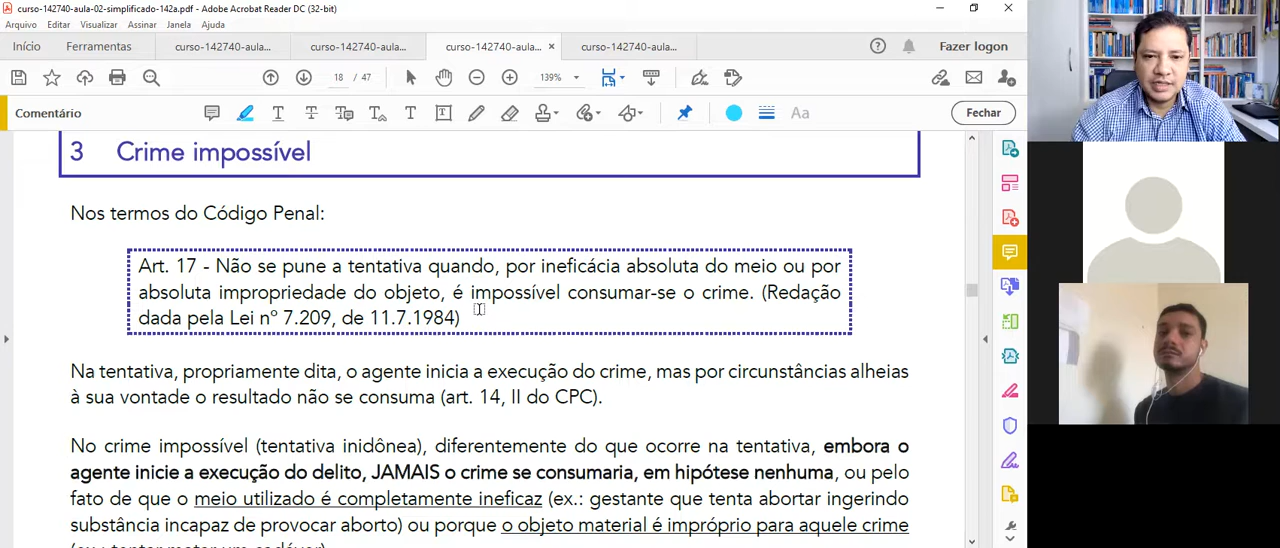 curso-142740-aula-02-simplificado-142a.pdf - Adobe Acrobat Reader DC (32-bit)
Arquivo Editar Visualizar Assinar Janela Ajuda
Início Ferramentas curso-142740-aula... curso-142740-aula... curso-142740-aula... × curso-142740-aula... Fazer logon
18 / 47 139%
Comentário Aa Fechar
3 Crime impossível
Nos termos do Código Penal:
Art. 17 - Não se pune a tentativa quando, por ineficácia absoluta do meio ou por
absoluta impropriedade do objeto, é impossível consumar-se o crime. (Redação
dada pela Lei nº 7.209, de 11.7.1984)
Na tentativa, propriamente dita, o agente inicia a execução do crime, mas por circunstâncias alheias
à sua vontade o resultado não se consuma (art. 14, II do CPC).
No crime impossível (tentativa inidônea), diferentemente do que ocorre na tentativa, embora o
agente inicie a execução do delito, JAMAIS o crime se consumaria, em hipótese nenhuma, ou pelo
fato de que o meio utilizado é completamente ineficaz (ex.: gestante que tenta abortar ingerindo
substância incapaz de provocar aborto) ou porque o objeto material é impróprio para aquele crime
(ex.: tentar matar um cadáver)